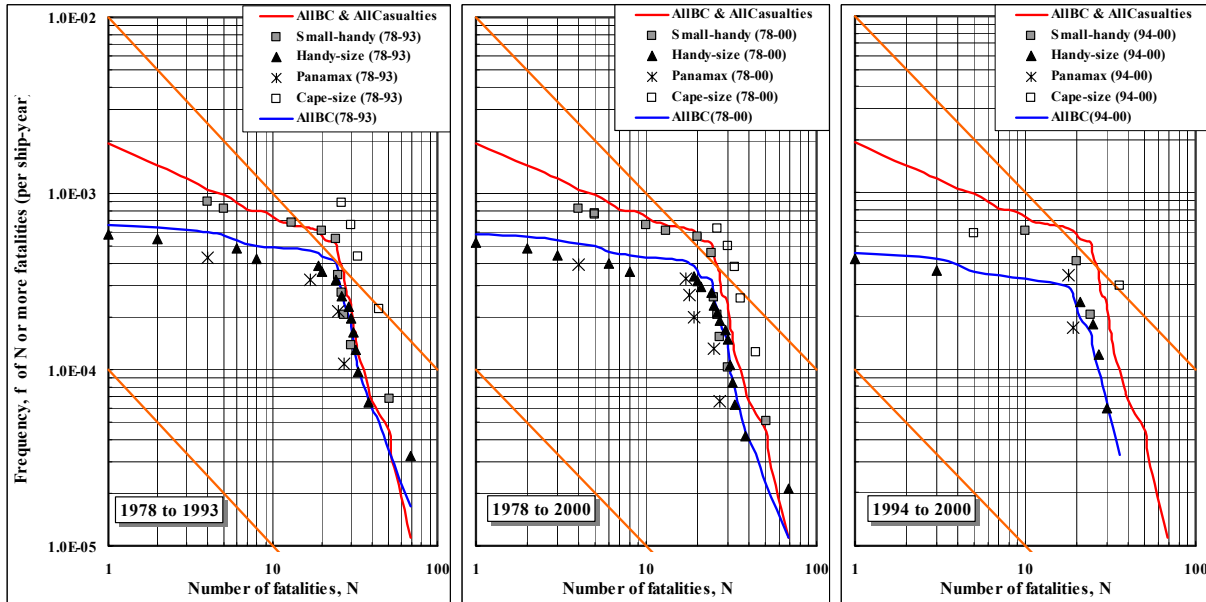 Frequency, f of N or more fatalities (per ship-year)
1.0E-02
1.0E-03
1.0E-04
1.0E-05
AllBC & AllCasualties
Small-handy (78-93)
Handy-size (78-93)
Panamax (78-93)
Cape-size (78-93)
AllBC(78-93)
1978 to 1993
1 10 100
Number of fatalities, N
AllBC & AllCasualties
Small-handy (78-00)
Handy-size (78-00)
Panamax (78-00)
Cape-size (78-00)
AllBC(78-00)
1978 to 2000
1 10 100
Number of fatalities, N
AllBC & AllCasualties
Small-handy (94-00)
Handy-size (94-00)
Panamax (94-00)
Cape-size (94-00)
AllBC(94-00)
1994 to 2000
1 10 100
Number of fatalities, N